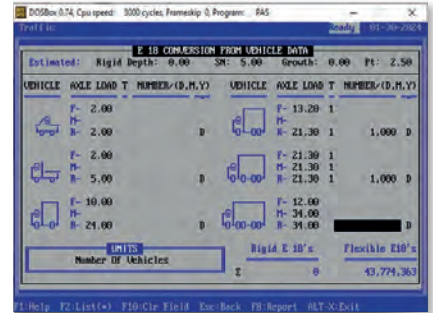 DOSBox 0.74, Cpu speed: 3000 cycles, Frameskip 0, Program: PAS
Traffic Ready 01-30-2024
E 18 CONVERSION FROM VEHICLE DATA
Estimated: Rigid Depth: 0.00 SN: 5.00 Growth: 0.00 Pt: 2.50
VEHICLE AXLE LOAD T NUMBER/(D,M,Y) VEHICLE AXLE LOAD T NUMBER/(D,M,Y)
F- 2.00 F- 13.20 1
M- M-
R- 2.00 D R- 21.30 1 1,000 D
F- 2.00 F- 21.30 1
M- M- 21.30 1
R- 5.00 D R- 21.30 1 1,000 D
F- 10.00 F- 12.00
M- M- 34.00
R- 24.00 D R- 34.00 D
UNITS Rigid E 18's Flexible E18's
Number Of Vehicles
Σ 0 43,774,363
F1:Help F2:List(*) F10:Clr Field Esc:Back F8:Report ALT-X:Exit